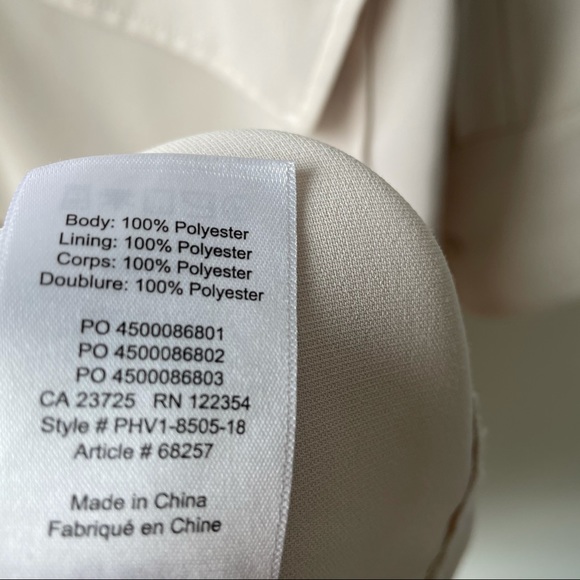 Body: 100% Polyester
Lining: 100% Polyester
Corps: 100% Polyester
Doublure: 100% Polyester
PO 4500086801
PO 4500086802
PO 4500086803
CA 23725 RN 122354
Style # PHV1-8505-18
Article # 68257
Made in China
Fabriqué en Chine